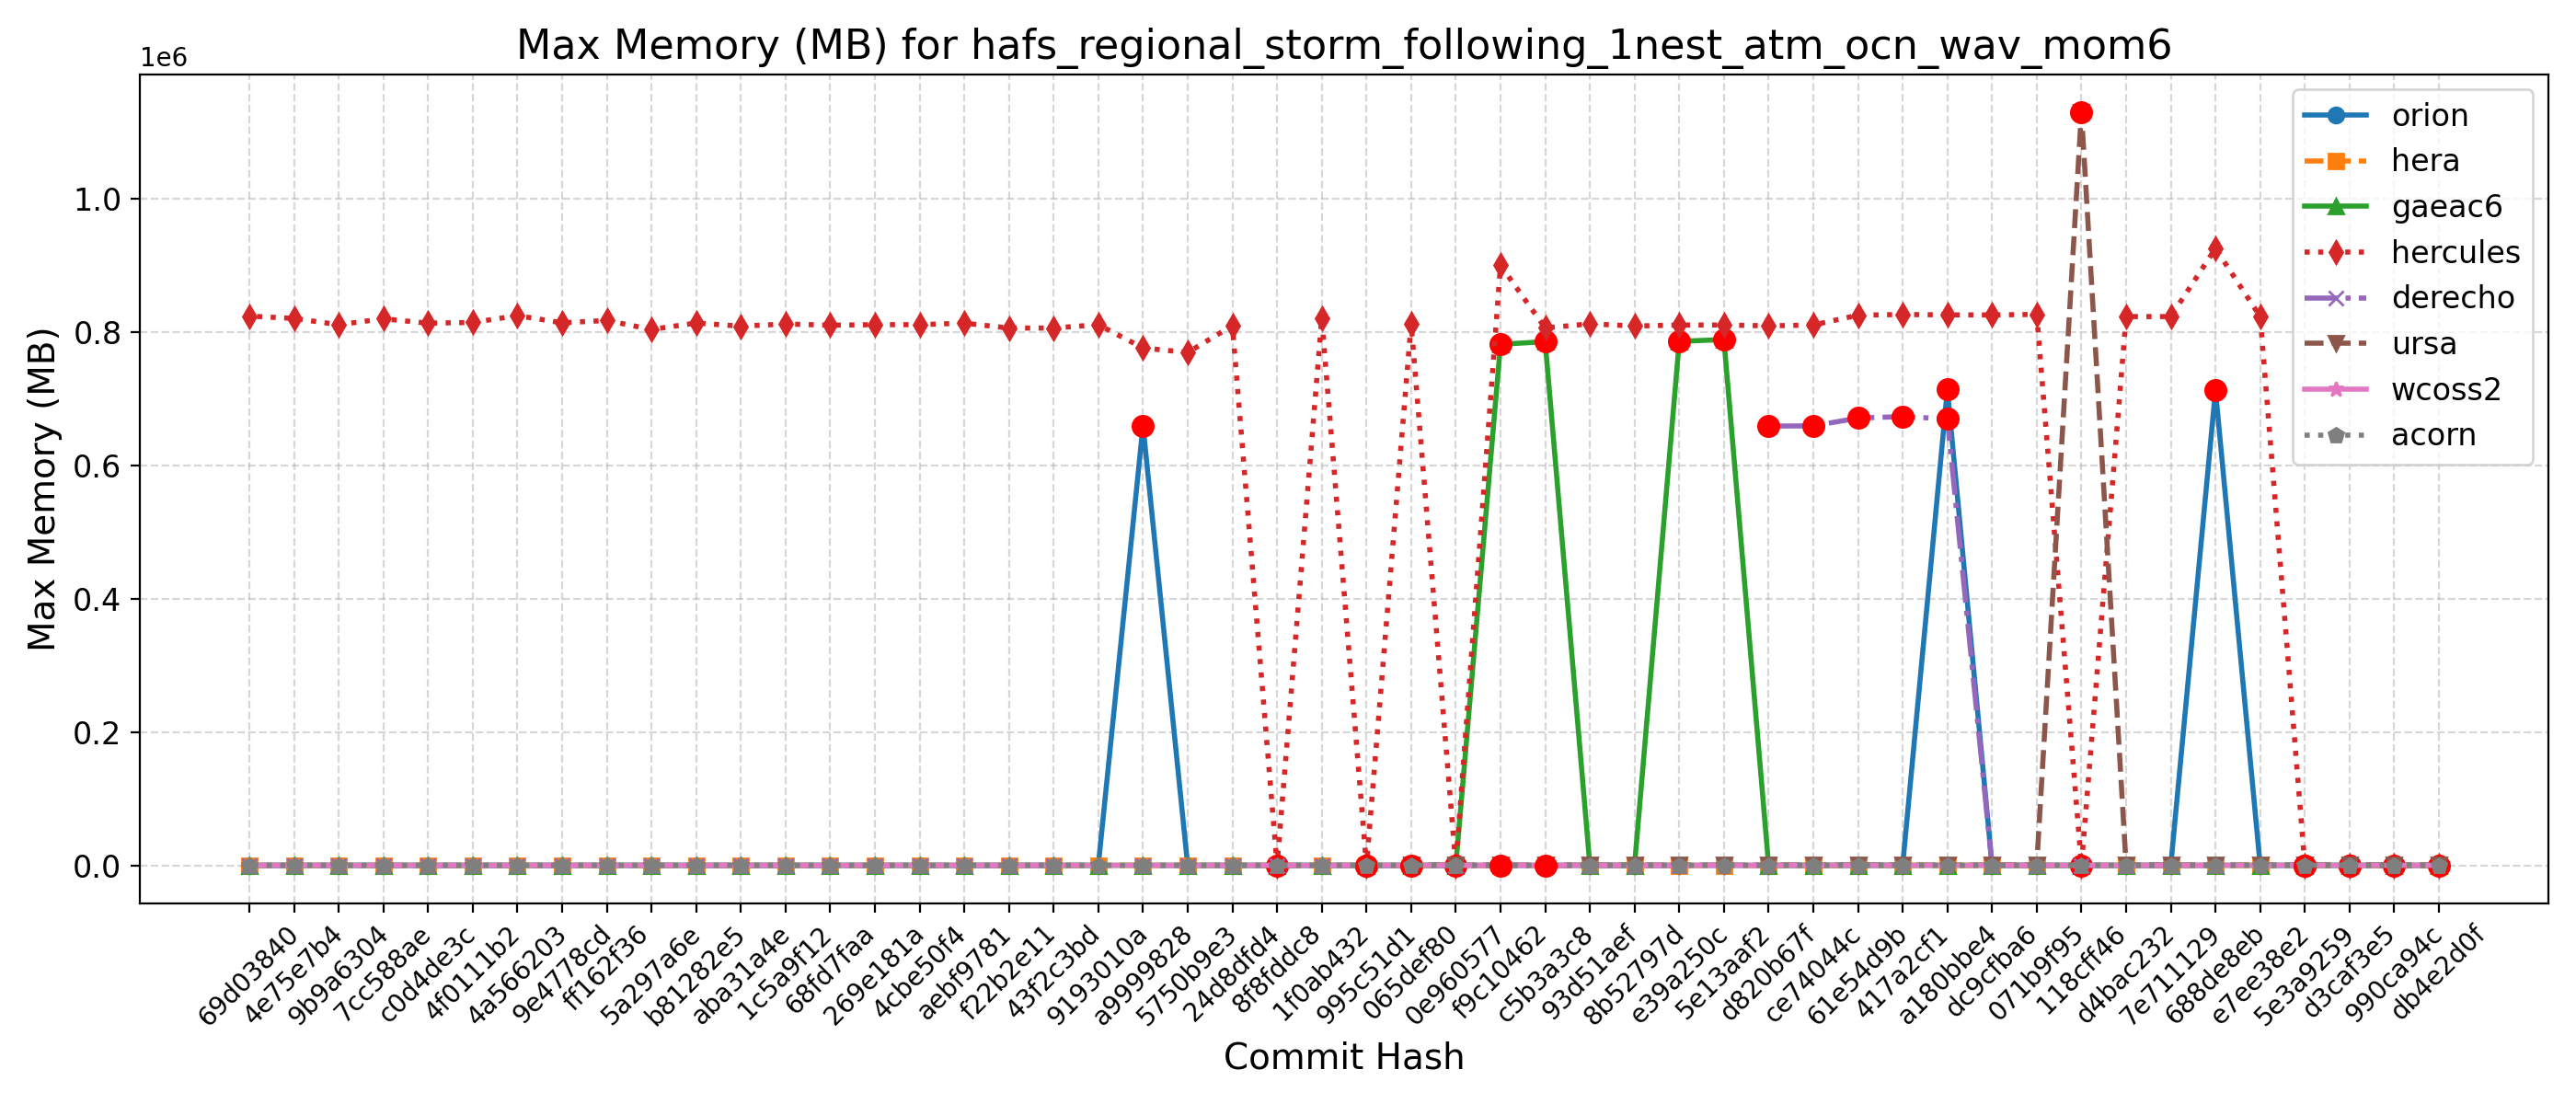 Max Memory (MB) for hafs_regional_storm_following_1nest_atm_ocn_wav_mom6
1e6
1.0
0.8
0.6
0.4
0.2
0.0
Max Memory (MB)
orion
hera
gaeac6
hercules
derecho
ursa
wcoss2
acorn
69d03840
4e75e7b4
9b9a6304
7cc588ae
c0d4de3c
4f0111b2
4a566203
9e4778cd
ff162f36
5a297a6e
b81282e5
aba31a4e
1c5a9f12
68fd7faa
269e181a
4cbe50f4
aebf9781
f22b2e11
43f2c3bd
9193010a
a9999828
5750b9e3
24d8dfd4
8f8fddc8
1f0ab432
995c51d1
065def80
0e960577
f9c10462
c5b3a3c8
93d51aef
8b52797d
e39a250c
5e13aaf2
d820b67f
ce74044c
61e54d9b
417a2cf1
a180bbe4
dc9cfba6
071b9f95
118cff46
d4bac232
7e711129
688de8eb
e7ee38e2
5e3a9259
d3caf3e5
990ca94c
db4e2d0f
Commit Hash